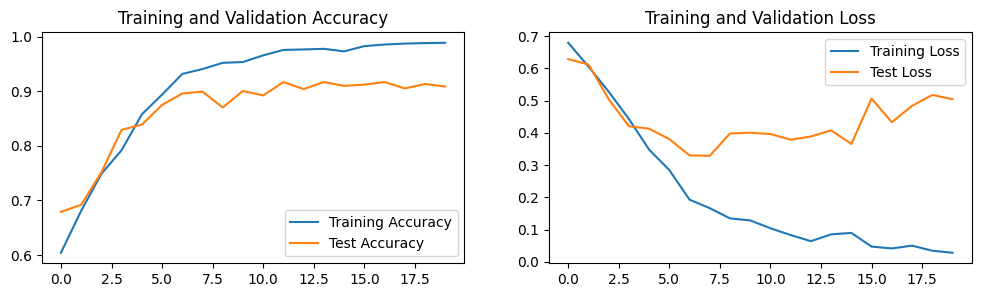 Training and Validation Accuracy
1.0
0.9
0.8
0.7
0.6
Training Accuracy
Test Accuracy
0.0 2.5 5.0 7.5 10.0 12.5 15.0 17.5
Training and Validation Loss
0.7
0.6
0.5
0.4
0.3
0.2
0.1
0.0
Training Loss
Test Loss
0.0 2.5 5.0 7.5 10.0 12.5 15.0 17.5